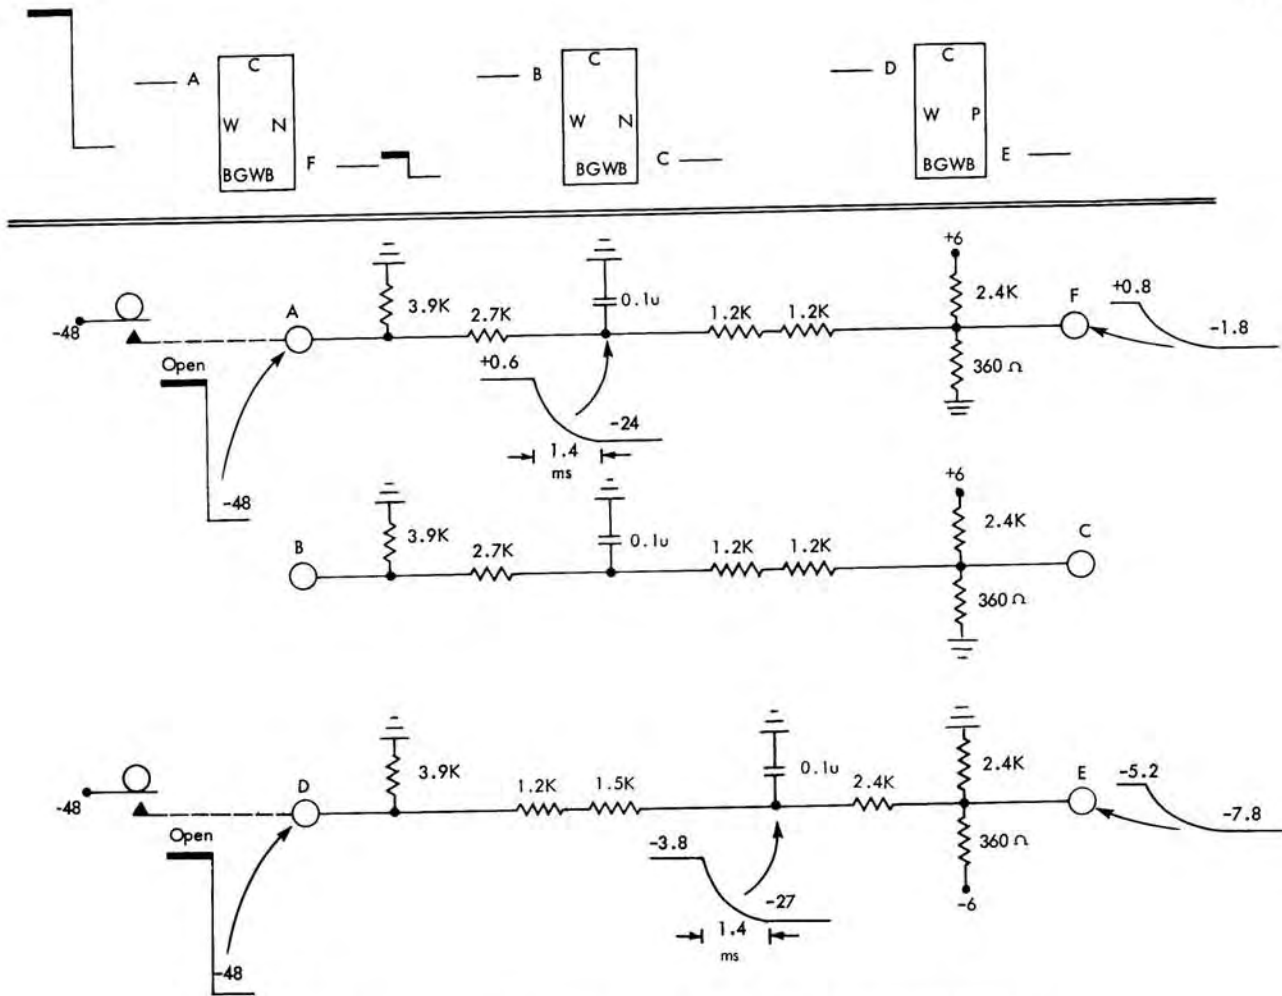 C
A
W N
BGWB
F
C
B
W N
BGWB
C
C
D
W P
BGWB
E
-48
Open
-48
A
3.9K
2.7K
0.1u
+0.6
-24
1.4
ms
1.2K 1.2K
+6
2.4K
360 Ω
F
+0.8
-1.8
B
3.9K
2.7K
0.1u
1.2K 1.2K
+6
2.4K
360 Ω
C
-48
Open
-48
D
3.9K
1.2K 1.5K
0.1u
-3.8
-27
1.4
ms
2.4K
2.4K
360 Ω
-6
E
-5.2
-7.8